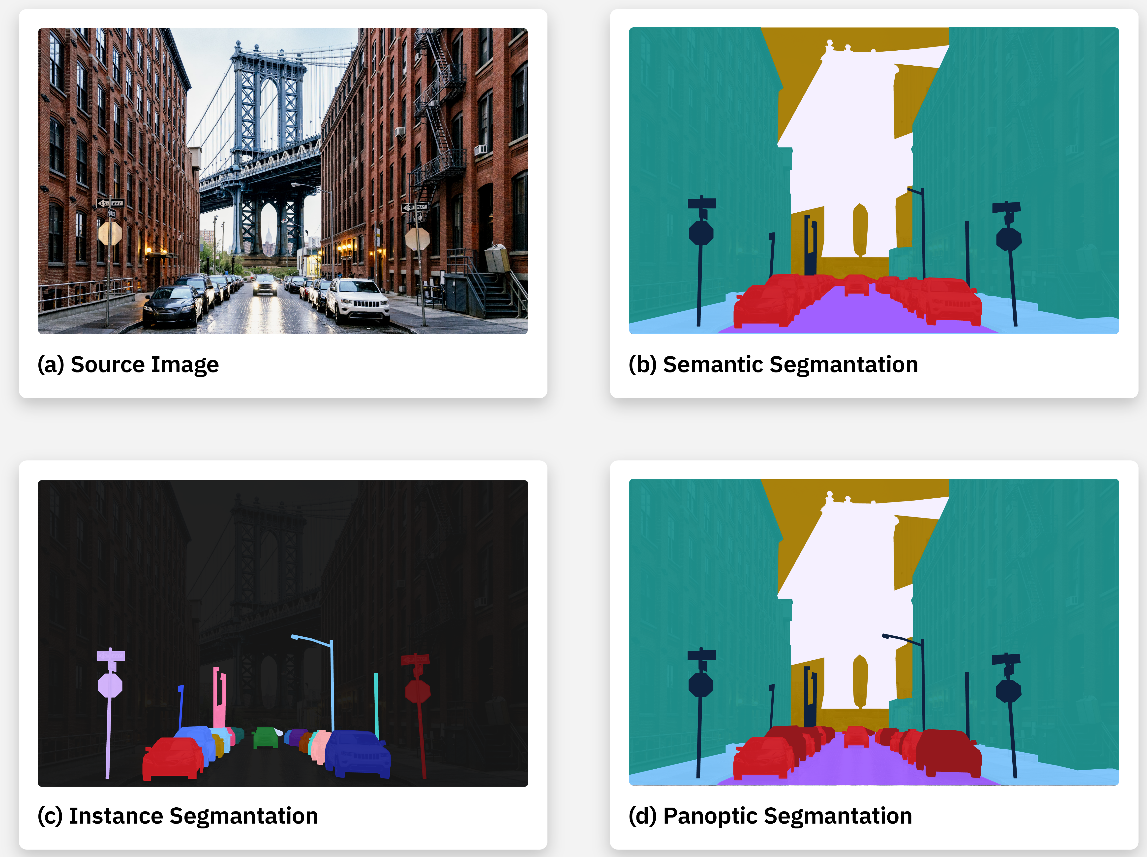 (a) Source Image
(b) Semantic Segmantation
(c) Instance Segmantation
(d) Panoptic Segmantation